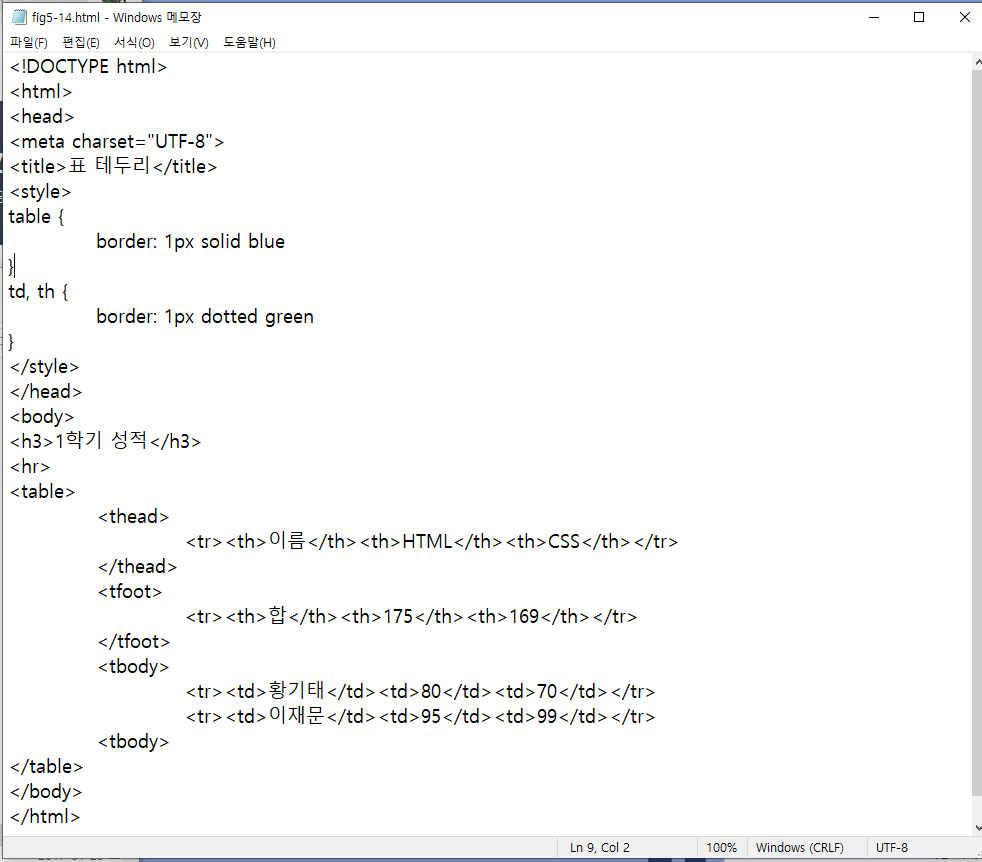 fig5-14.html - Windows 메모장
파일(F) 편집(E) 서식(O) 보기(V) 도움말(H)
<!DOCTYPE html>
<html>
<head>
<meta charset="UTF-8">
<title>표 테두리</title>
<style>
table {
	border: 1px solid blue
}
td, th {
	border: 1px dotted green
}
</style>
</head>
<body>
<h3>1학기 성적</h3>
<hr>
<table>
	<thead>
		<tr><th>이름</th><th>HTML</th><th>CSS</th></tr>
	</thead>
	<tfoot>
		<tr><th>합</th><th>175</th><th>169</th></tr>
	</tfoot>
	<tbody>
		<tr><td>황기태</td><td>80</td><td>70</td></tr>
		<tr><td>이재문</td><td>95</td><td>99</td></tr>
	<tbody>
</table>
</body>
</html>
Ln 9, Col 2 100% Windows (CRLF) UTF-8